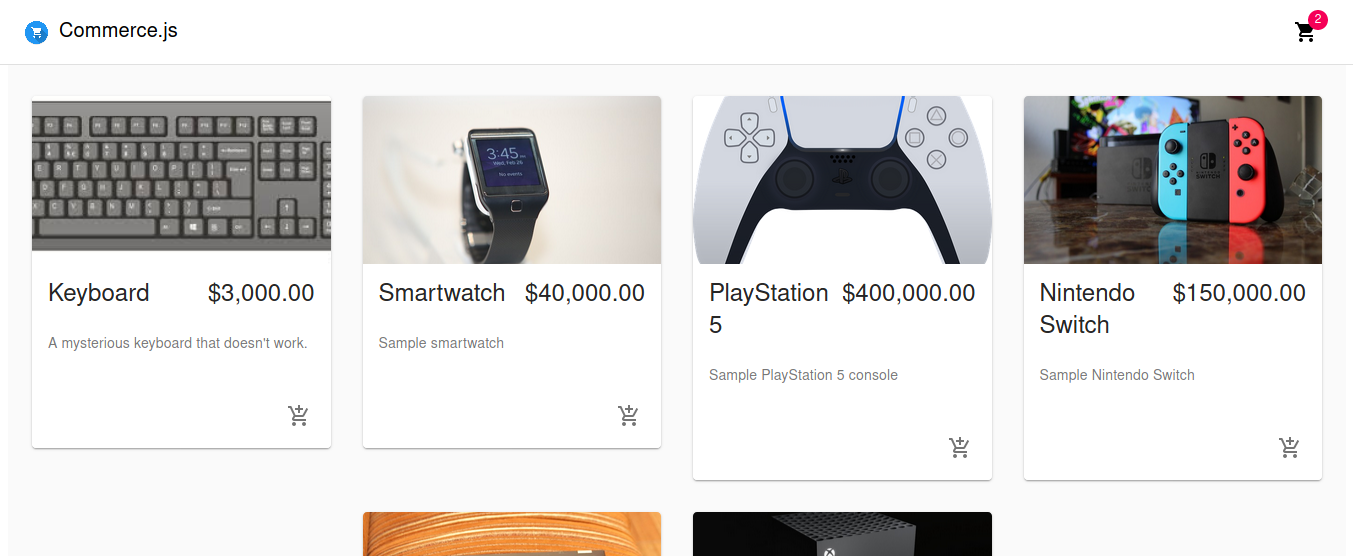 Commerce.js
2
3:45
Wed, Feb 26
No events
NINTENDO
SWITCH
Keyboard $3,000.00
A mysterious keyboard that doesn't work.
Smartwatch $40,000.00
Sample smartwatch
PlayStation $400,000.00
5
Sample PlayStation 5 console
Nintendo $150,000.00
Switch
Sample Nintendo Switch